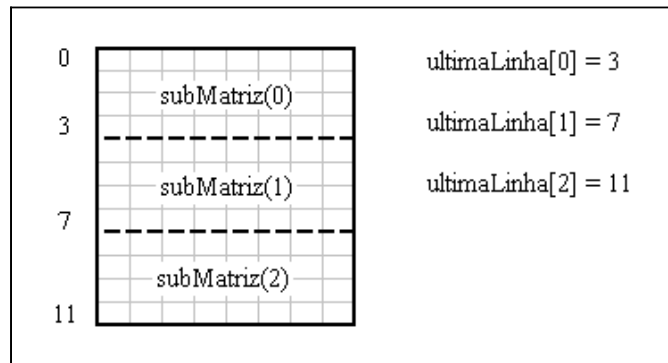 0
subMatriz(0)
3
subMatriz(1)
7
subMatriz(2)
11
ultimaLinha[0] = 3
ultimaLinha[1] = 7
ultimaLinha[2] = 11